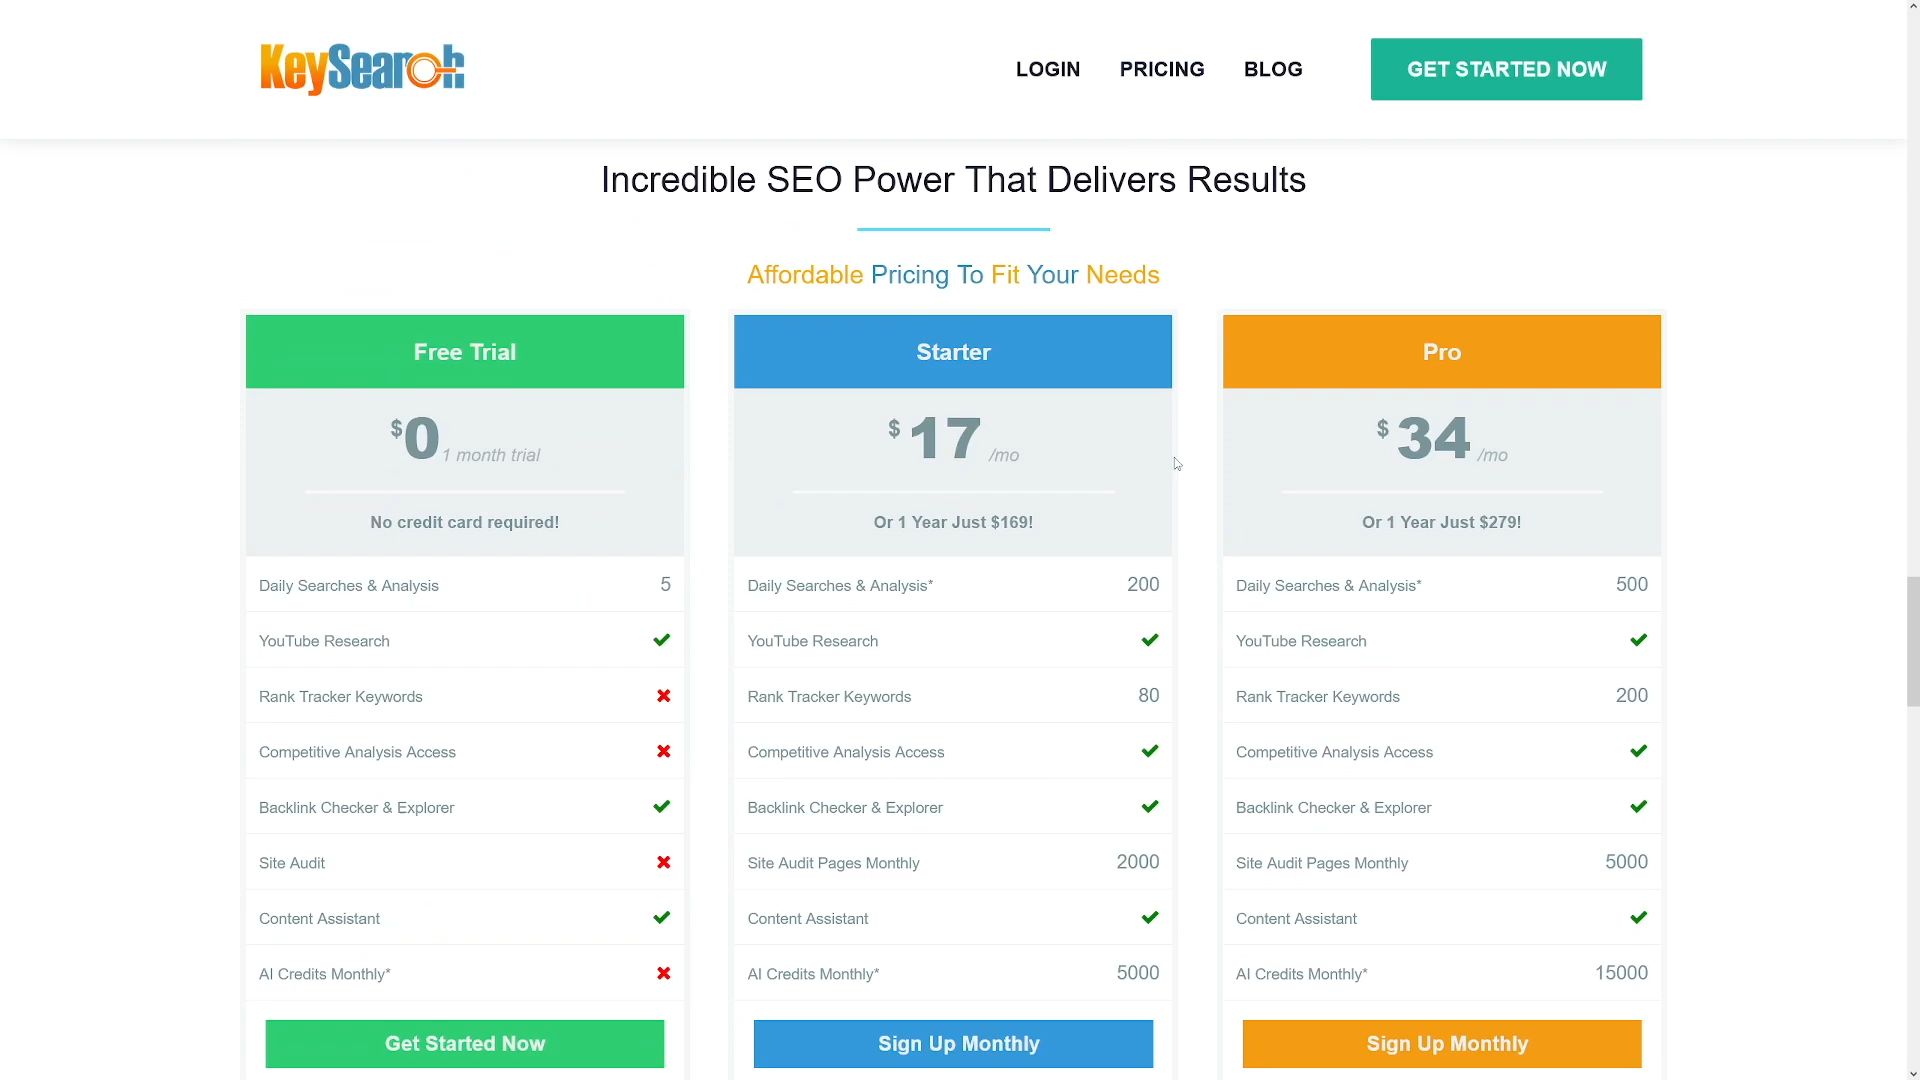 KeySearch
LOGIN PRICING BLOG GET STARTED NOW
Incredible SEO Power That Delivers Results
Affordable Pricing To Fit Your Needs
Free Trial
$0 1 month trial
No credit card required!
Daily Searches & Analysis 5
YouTube Research ✔
Rank Tracker Keywords ✖
Competitive Analysis Access ✖
Backlink Checker & Explorer ✔
Site Audit ✖
Content Assistant ✔
AI Credits Monthly* ✖
Get Started Now
Starter
$ 17 /mo
Or 1 Year Just $169!
Daily Searches & Analysis* 200
YouTube Research ✔
Rank Tracker Keywords 80
Competitive Analysis Access ✔
Backlink Checker & Explorer ✔
Site Audit Pages Monthly 2000
Content Assistant ✔
AI Credits Monthly* 5000
Sign Up Monthly
Pro
$ 34 /mo
Or 1 Year Just $279!
Daily Searches & Analysis* 500
YouTube Research ✔
Rank Tracker Keywords 200
Competitive Analysis Access ✔
Backlink Checker & Explorer ✔
Site Audit Pages Monthly 5000
Content Assistant ✔
AI Credits Monthly* 15000
Sign Up Monthly